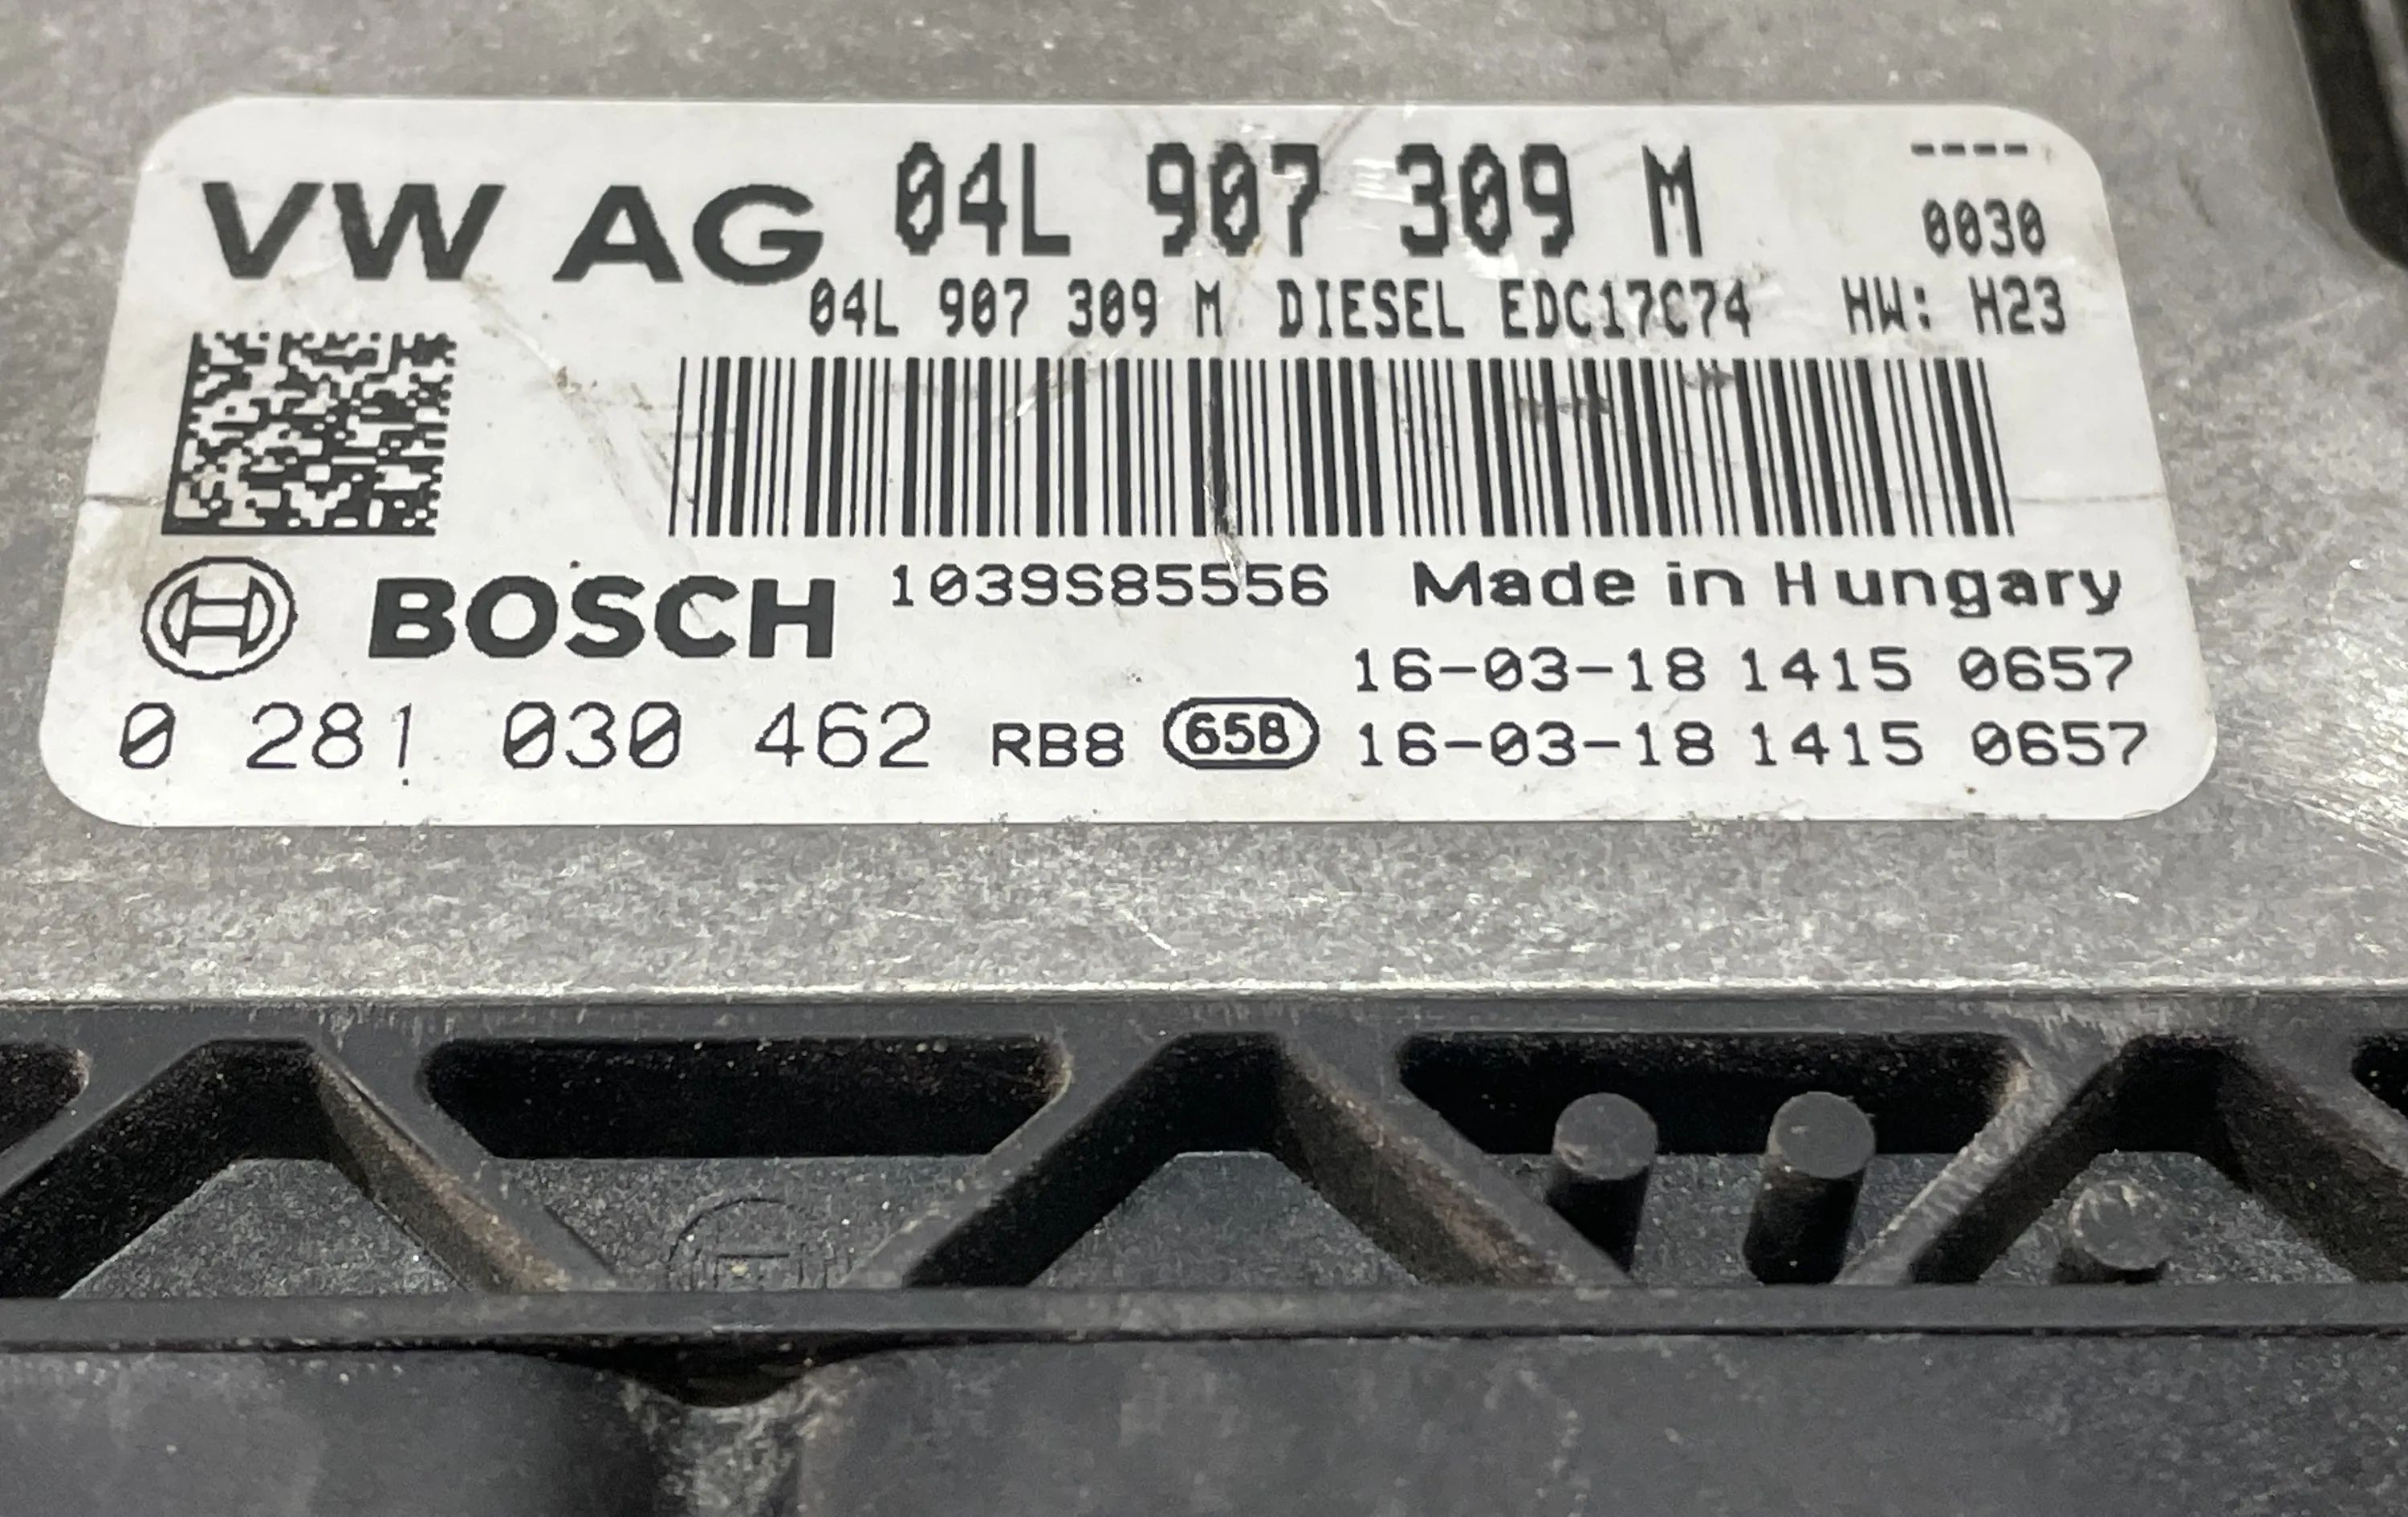 VW AG 04L 907 309 M ----
0030
04L 907 309 M DIESEL EDC17C74 HW: H23
BOSCH 1039S85556 Made in Hungary
16-03-18 1415 0657
0 281 030 462 RB8 658 16-03-18 1415 0657